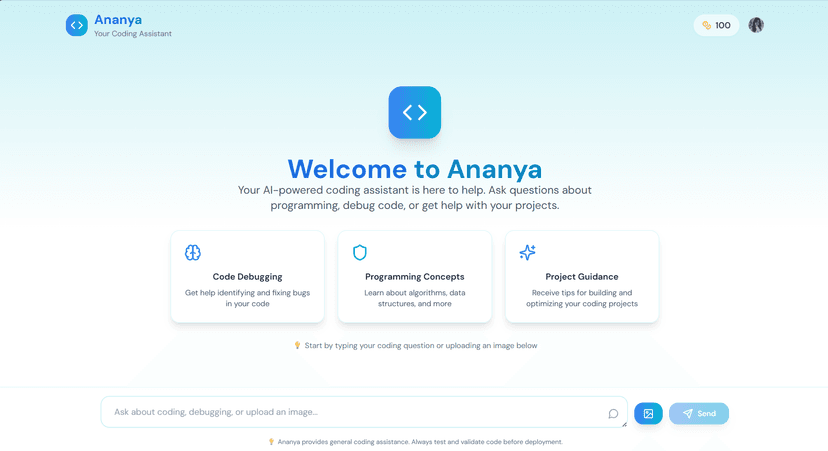 Ananya
Your Coding Assistant
100
Welcome to Ananya
Your AI-powered coding assistant is here to help. Ask questions about
programming, debug code, or get help with your projects.
Code Debugging
Get help identifying and fixing bugs
in your code
Programming Concepts
Learn about algorithms, data
structures, and more
Project Guidance
Receive tips for building and
optimizing your coding projects
Start by typing your coding question or uploading an image below
Ask about coding, debugging, or upload an image...
Send
Ananya provides general coding assistance. Always test and validate code before deployment.